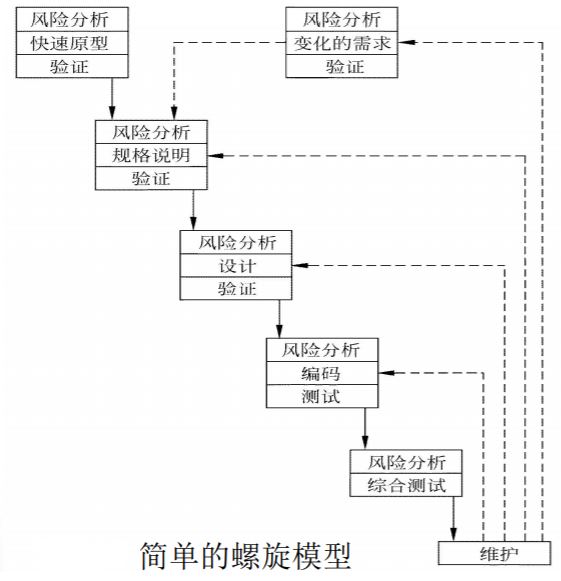 风险分析
快速原型
验证
风险分析
变化的需求
验证
风险分析
规格说明
验证
风险分析
设计
验证
风险分析
编码
测试
风险分析
综合测试
维护
简单的螺旋模型